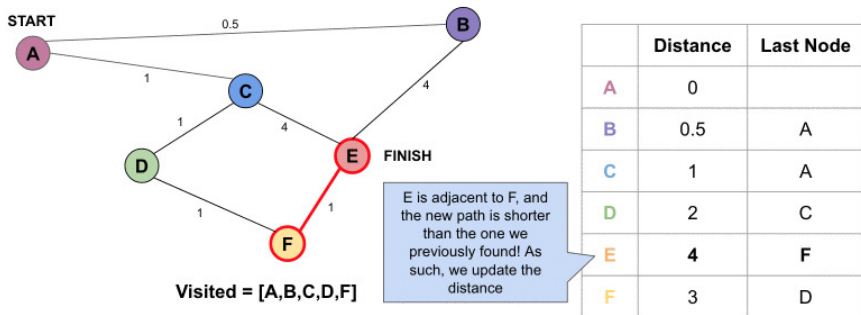 START
A
0.5
B
1
C
4
1
4
D
E
FINISH
1
1
F
Visited = [A,B,C,D,F]
E is adjacent to F, and
the new path is shorter
than the one we
previously found! As
such, we update the
distance
Distance Last Node
A 0
B 0.5 A
C 1 A
D 2 C
E 4 F
F 3 D